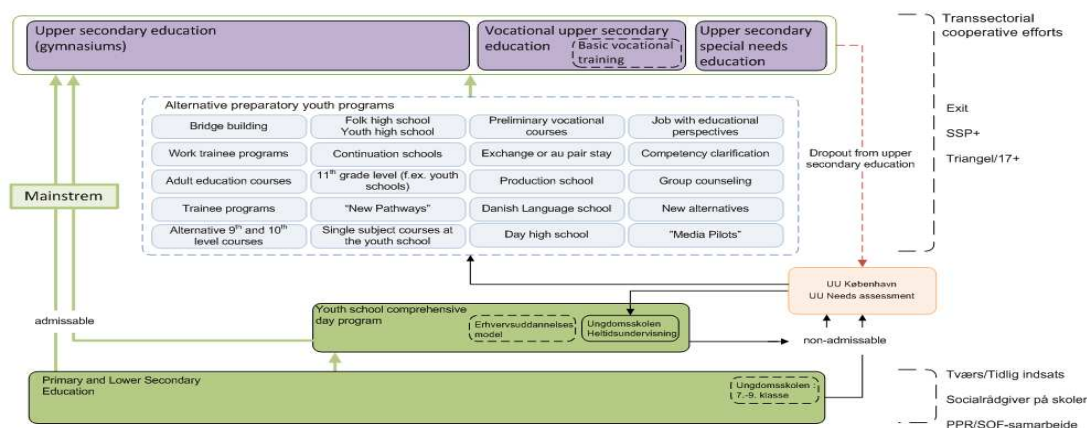 Upper secondary education
(gymnasiums)
Vocational upper secondary
education
Basic vocational
training
Upper secondary
special needs
education
Transsectorial
cooperative efforts
Exit
SSP+
Triangel/17+
Alternative preparatory youth programs
Bridge building
Folk high school
Youth high school
Preliminary vocational
courses
Job with educational
perspectives
Work trainee programs
Continuation schools
Exchange or au pair stay
Competency clarification
Adult education courses
11th grade level (f.ex. youth
schools)
Production school
Group counseling
Trainee programs
"New Pathways"
Danish Language school
New alternatives
Alternative 9th and 10th
level courses
Single subject courses at
the youth school
Day high school
"Media Pilots"
Dropout from upper
secondary education
Mainstrem
UU København
UU Needs assessment
admissable
Youth school comprehensive
day program
Erhvervsuddannelses
model
Ungdomsskolen
Heltidsundervisning
non-admissable
Primary and Lower Secondary
Education
Ungdomsskolen :
7.-9. klasse
Tværs/Tidlig indsats
Socialrådgiver på skoler
PPR/SOF-samarbejde